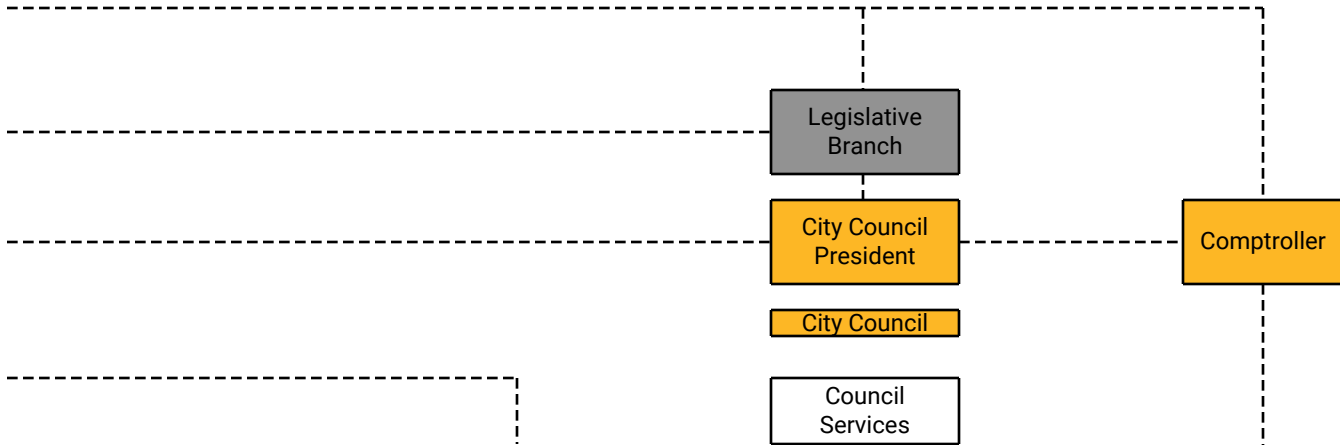 Legislative
Branch
City Council
President
Comptroller
City Council
Council
Services